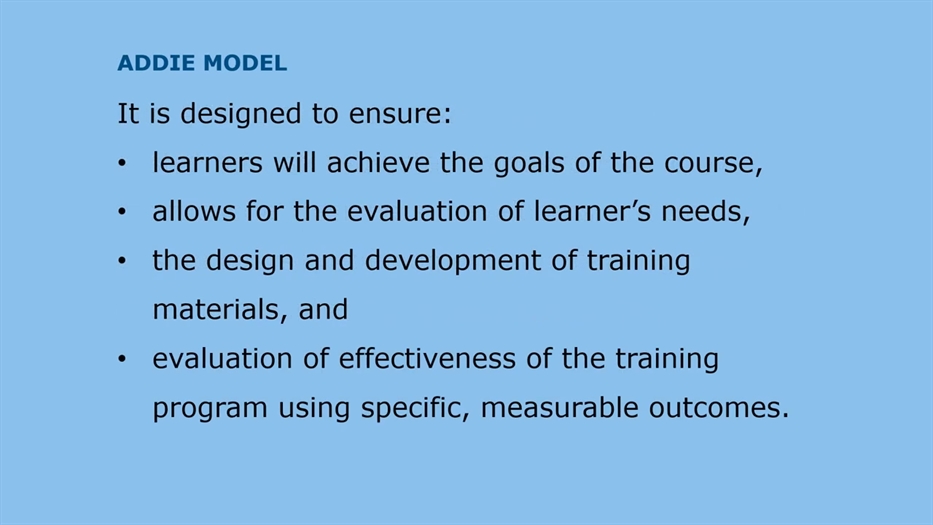 ADDIE MODEL
It is designed to ensure:
• learners will achieve the goals of the course,
• allows for the evaluation of learner’s needs,
• the design and development of training
materials, and
• evaluation of effectiveness of the training
program using specific, measurable outcomes.